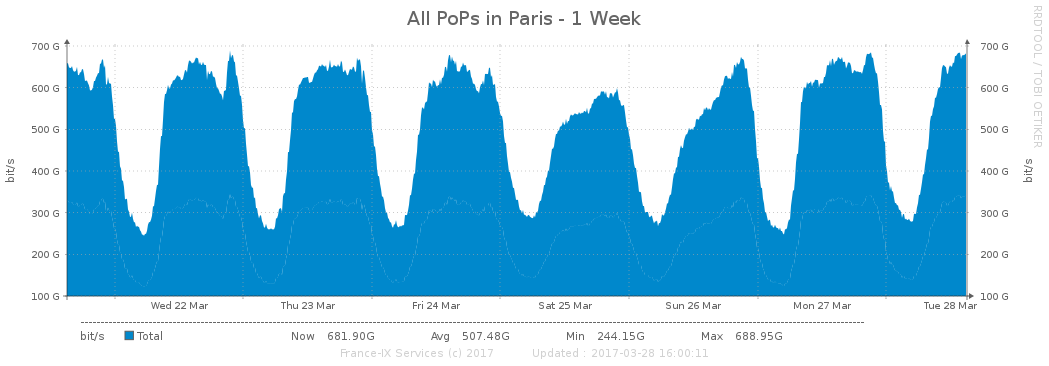 All PoPs in Paris - 1 Week
RRDTOOL / TOBI OETIKER
700 G 700 G
600 G 600 G
500 G 500 G
400 G 400 G
300 G 300 G
200 G 200 G
100 G 100 G
bit/s bit/s
Wed 22 Mar Thu 23 Mar Fri 24 Mar Sat 25 Mar Sun 26 Mar Mon 27 Mar Tue 28 Mar
bit/s Total Now 681.90G Avg 507.48G Min 244.15G Max 688.95G
France-IX Services (c) 2017 Updated : 2017-03-28 16:00:11